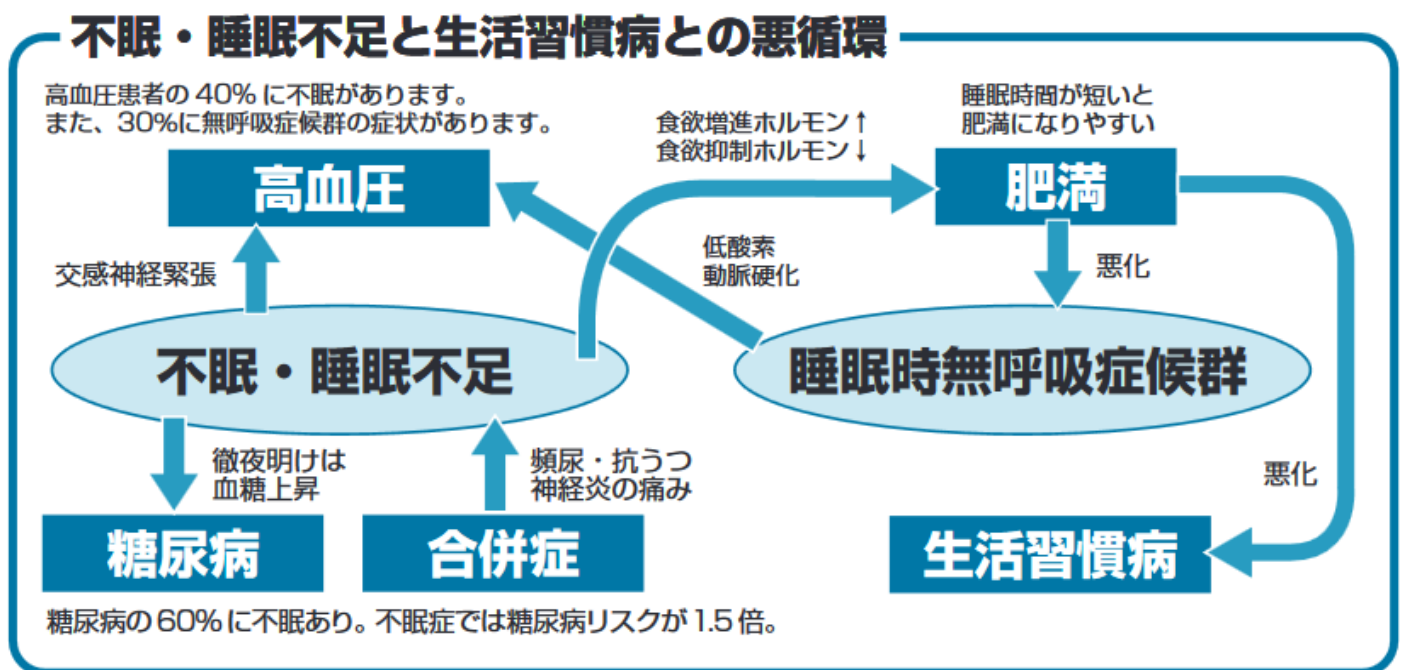 不眠・睡眠不足と生活習慣病との悪循環
高血圧患者の40%に不眠があります。
また、30%に無呼吸症候群の症状があります。
食欲増進ホルモン↑
食欲抑制ホルモン↓
睡眠時間が短いと
肥満になりやすい
高血圧
肥満
交感神経緊張
低酸素
動脈硬化
悪化
不眠・睡眠不足
睡眠時無呼吸症候群
徹夜明けは
血糖上昇
頻尿・抗うつ
神経炎の痛み
悪化
糖尿病
合併症
生活習慣病
糖尿病の60%に不眠あり。不眠症では糖尿病リスクが1.5倍。